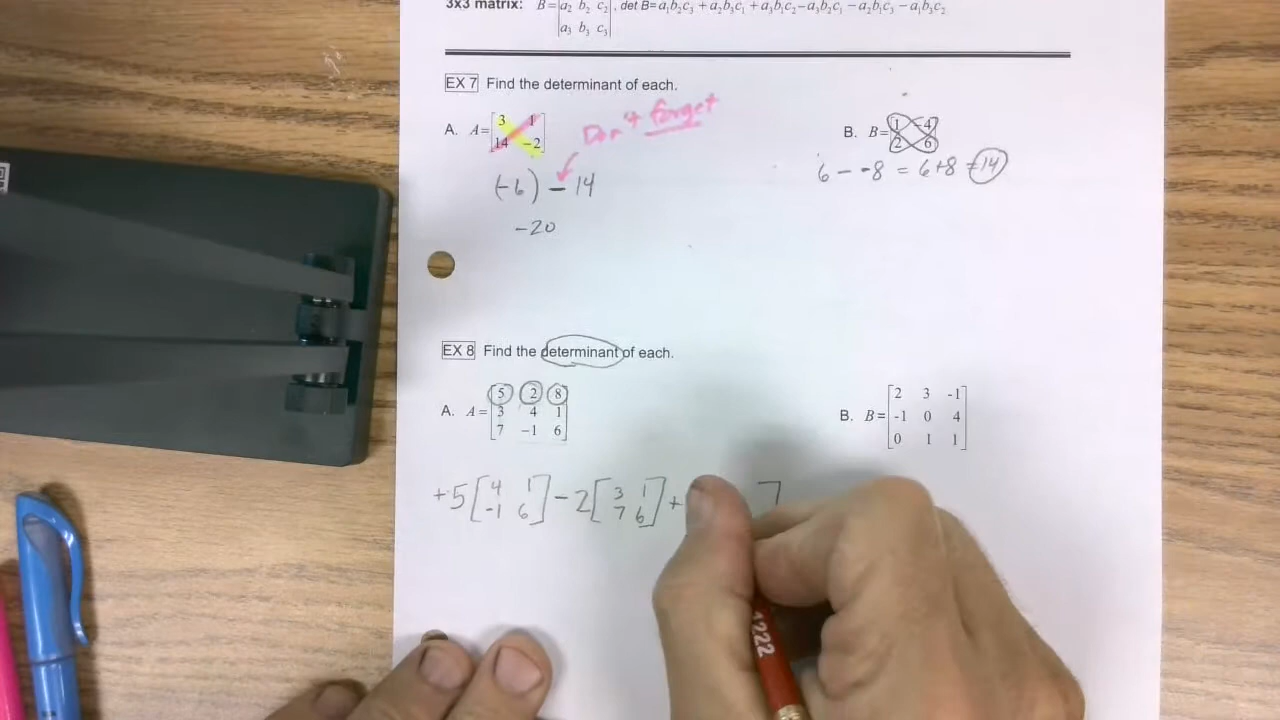 3x3 matrix: B = |a₂ b₂ c₂|, det B = a₁b₂c₃ + a₂b₃c₁ + a₃b₁c₂ − a₃b₂c₁ − a₂b₁c₃ − a₁b₃c₂
|a₃ b₃ c₃|
EX 7 Find the determinant of each.
A. A = [3 1
14 −2]
Don't forget
(-6) − 14
-20
B. B = [1 −4
2 6]
6 − -8 = 6+8 = 14
EX 8 Find the determinant of each.
A. A = [5 2 8
3 4 1
7 −1 6]
B. B = [2 3 -1
-1 0 4
0 1 1]
+5 [4 1 ] − 2 [3 1] +
-1 6 7 6
1222